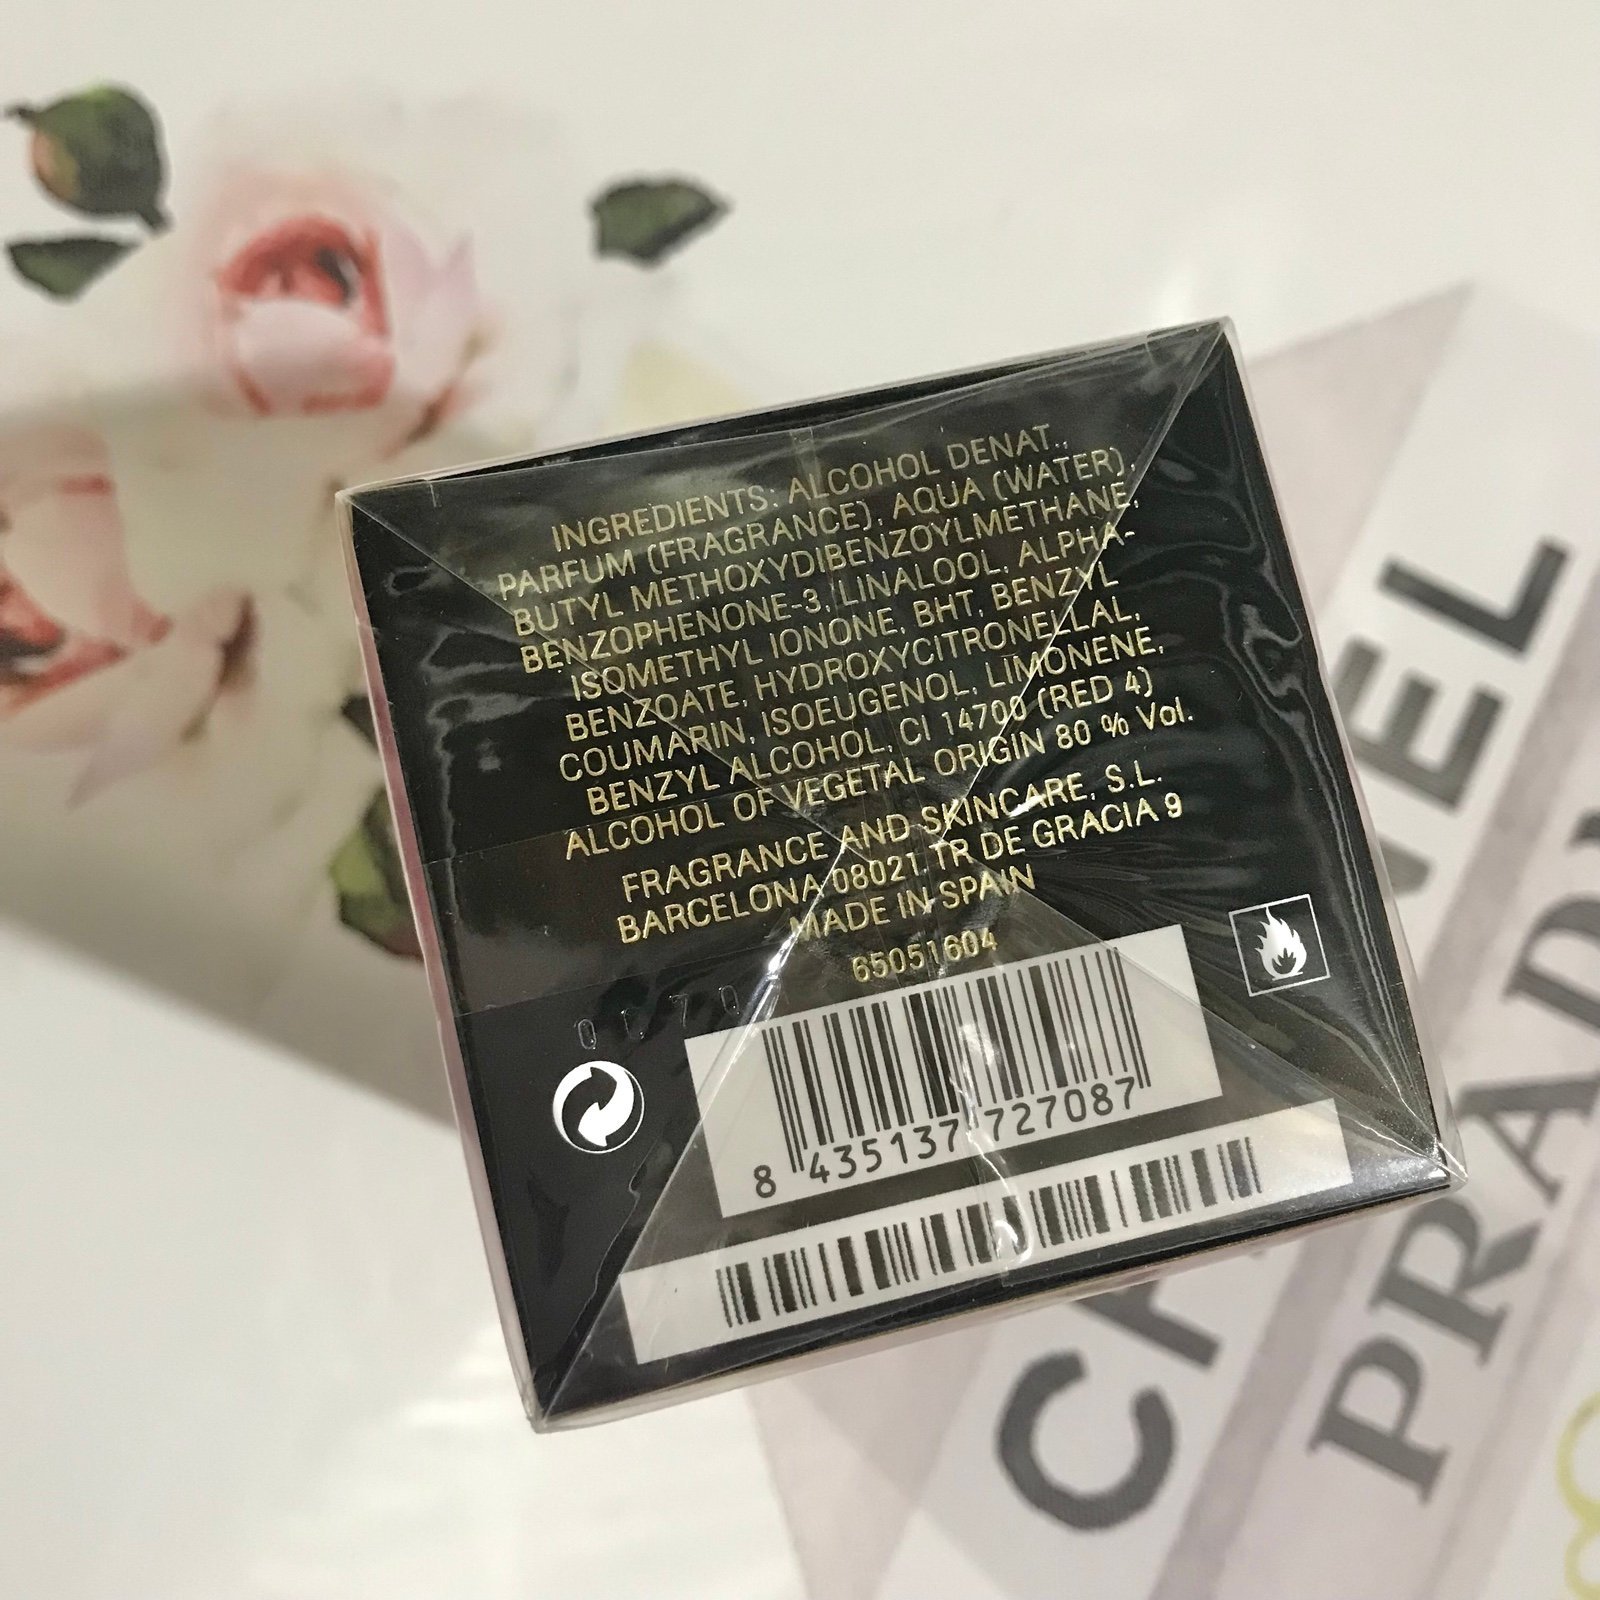 INGREDIENTS: ALCOHOL DENAT.,
PARFUM (FRAGRANCE), AQUA (WATER),
BUTYL METHOXYDIBENZOYLMETHANE,
BENZOPHENONE-3, LINALOOL, ALPHA-
ISOMETHYL IONONE, BHT, BENZYL
BENZOATE, HYDROXYCITRONELLAL,
COUMARIN, ISOEUGENOL, LIMONENE,
BENZYL ALCOHOL, CI 14700 (RED 4)
ALCOHOL OF VEGETAL ORIGIN 80 % Vol.
FRAGRANCE AND SKINCARE, S.L.
BARCELONA 08021 TR DE GRACIA 9
MADE IN SPAIN
65051604
8 435137 727087
CHANEL
PRADA